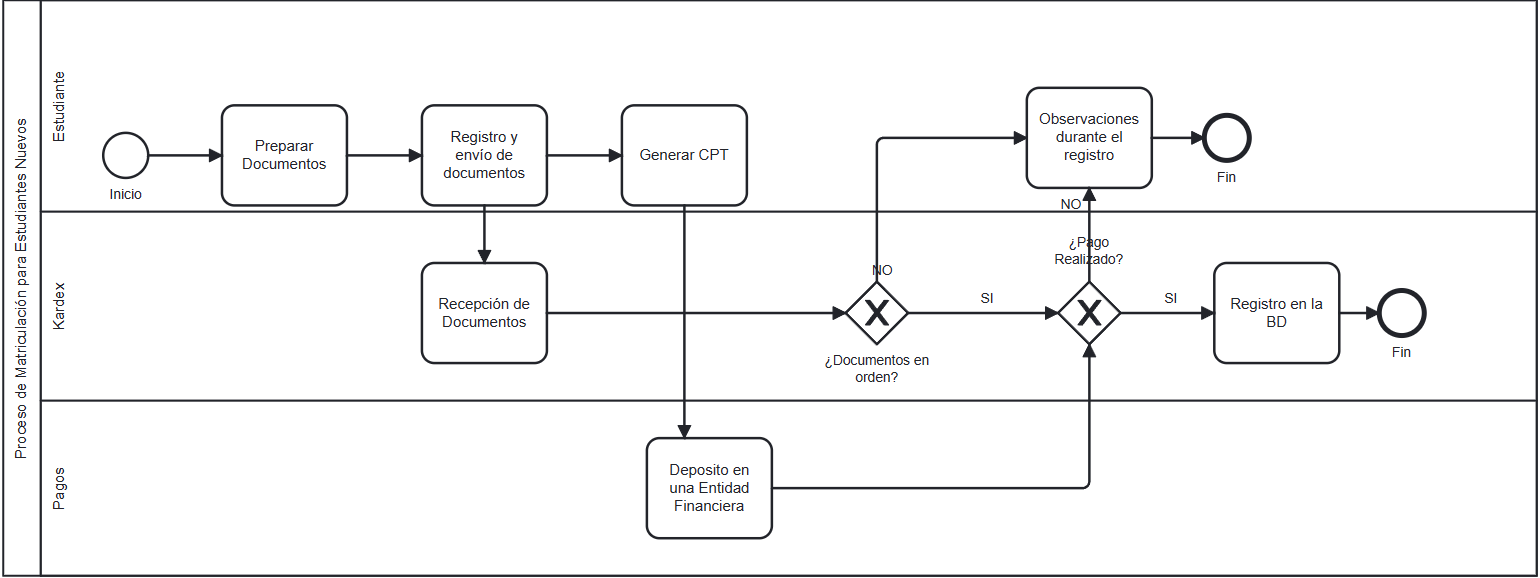 Proceso de Matriculación para Estudiantes Nuevos
Estudiante
Inicio
Preparar
Documentos
Registro y
envío de
documentos
Generar CPT
Observaciones
durante el
registro
Fin
NO
Kardex
Recepción de
Documentos
NO
¿Documentos en
orden?
SI
¿Pago
Realizado?
SI
Registro en la
BD
Fin
Pagos
Deposito en
una Entidad
Financiera